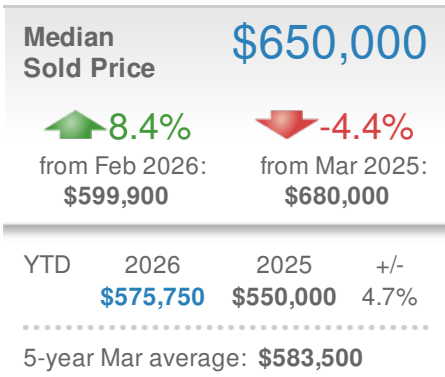 Median
Sold Price
$650,000
8.4%
from Feb 2026:
$599,900
-4.4%
from Mar 2025:
$680,000
YTD 2026 2025 +/-
$575,750 $550,000 4.7%
5-year Mar average: $583,500